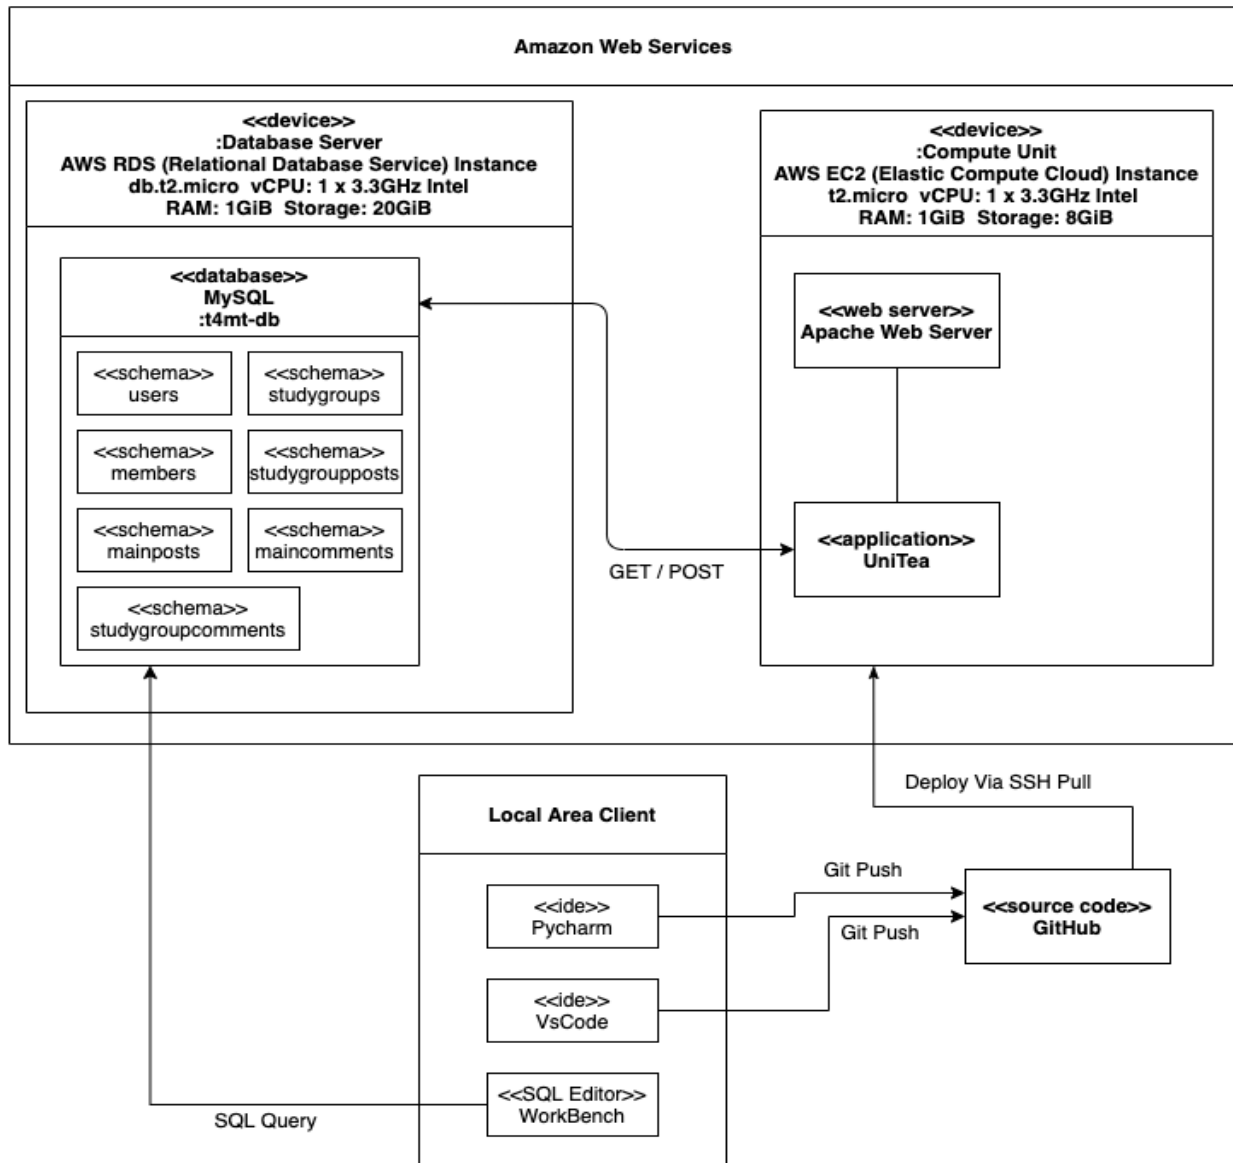 Amazon Web Services
<<device>>
:Database Server
AWS RDS (Relational Database Service) Instance
db.t2.micro  vCPU: 1 x 3.3GHz Intel
RAM: 1GiB  Storage: 20GiB
<<database>>
MySQL
:t4mt-db
<<schema>>
users
<<schema>>
studygroups
<<schema>>
members
<<schema>>
studygroupposts
<<schema>>
mainposts
<<schema>>
maincomments
<<schema>>
studygroupcomments
<<device>>
:Compute Unit
AWS EC2 (Elastic Compute Cloud) Instance
t2.micro  vCPU: 1 x 3.3GHz Intel
RAM: 1GiB  Storage: 8GiB
<<web server>>
Apache Web Server
<<application>>
UniTea
GET / POST
Deploy Via SSH Pull
Local Area Client
<<ide>>
Pycharm
<<ide>>
VsCode
<<SQL Editor>>
WorkBench
Git Push
Git Push
<<source code>>
GitHub
SQL Query